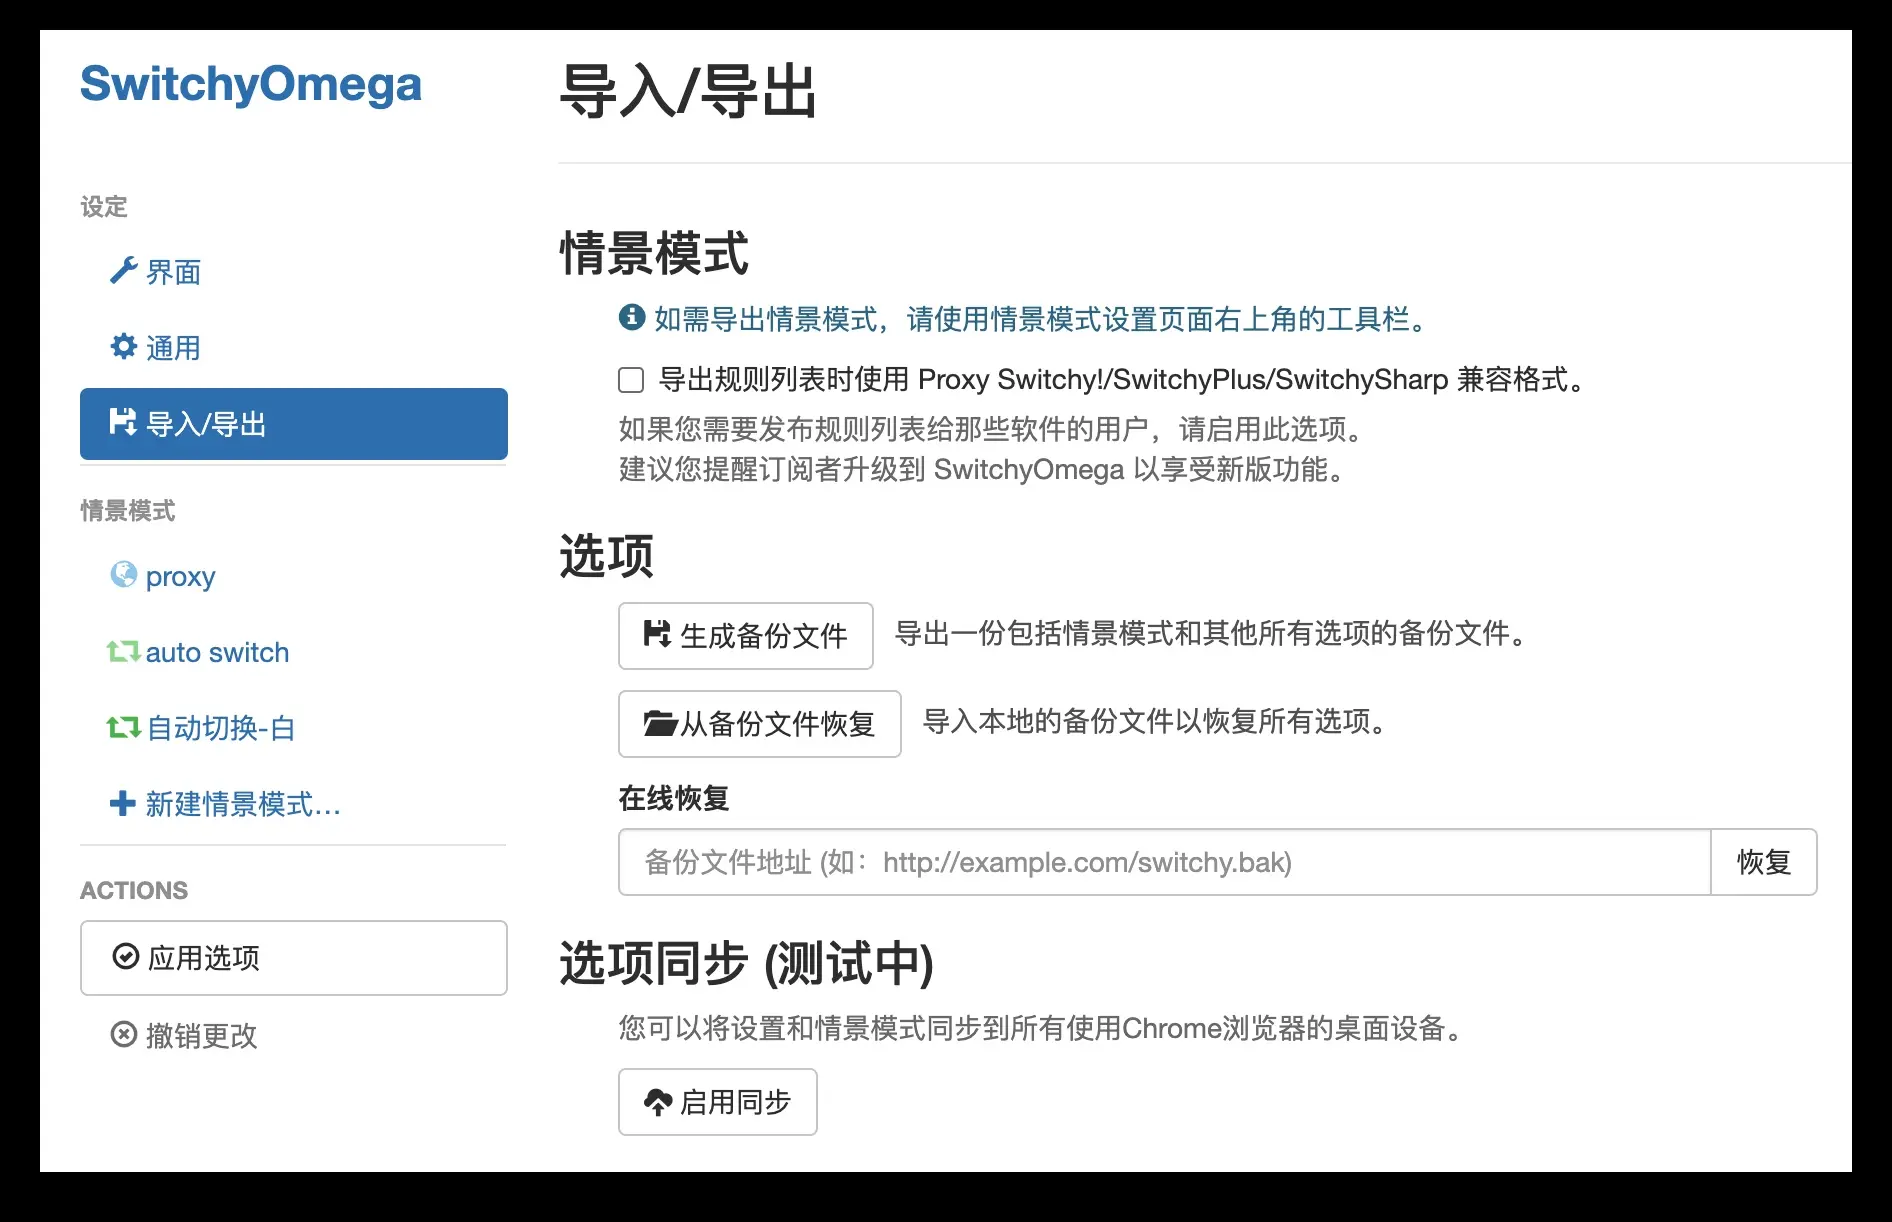 SwitchyOmega
设定
界面
通用
导入/导出
情景模式
proxy
auto switch
自动切换-白
新建情景模式...
ACTIONS
应用选项
撤销更改
导入/导出
情景模式
如需导出情景模式，请使用情景模式设置页面右上角的工具栏。
导出规则列表时使用 Proxy Switchy!/SwitchyPlus/SwitchySharp 兼容格式。
如果您需要发布规则列表给那些软件的用户，请启用此选项。
建议您提醒订阅者升级到 SwitchyOmega 以享受新版功能。
选项
生成备份文件 导出一份包括情景模式和其他所有选项的备份文件。
从备份文件恢复 导入本地的备份文件以恢复所有选项。
在线恢复
备份文件地址 (如：http://example.com/switchy.bak) 恢复
选项同步 (测试中)
您可以将设置和情景模式同步到所有使用Chrome浏览器的桌面设备。
启用同步